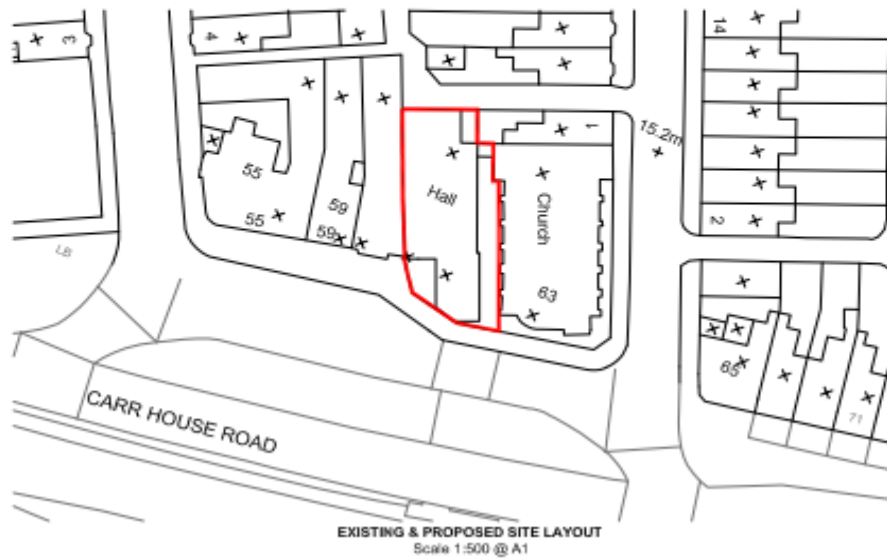 3
4
14
15.2m
1
55
Hall
Church
59
2
55
59
63
LB
65
71
CARR HOUSE ROAD
EXISTING & PROPOSED SITE LAYOUT
Scale 1:500 @ A1